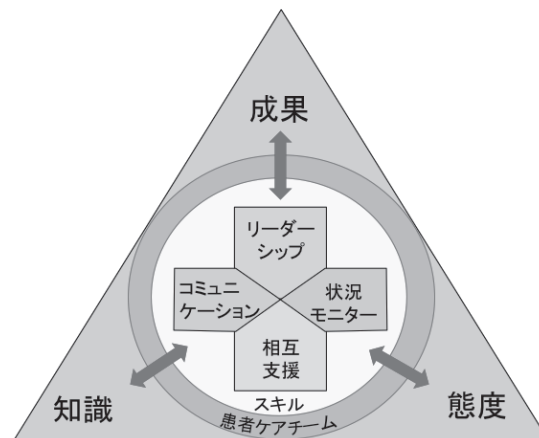 成果
リーダー
シップ
コミュニ
ケーション
状況
モニター
相互
支援
スキル
患者ケアチーム
知識
態度